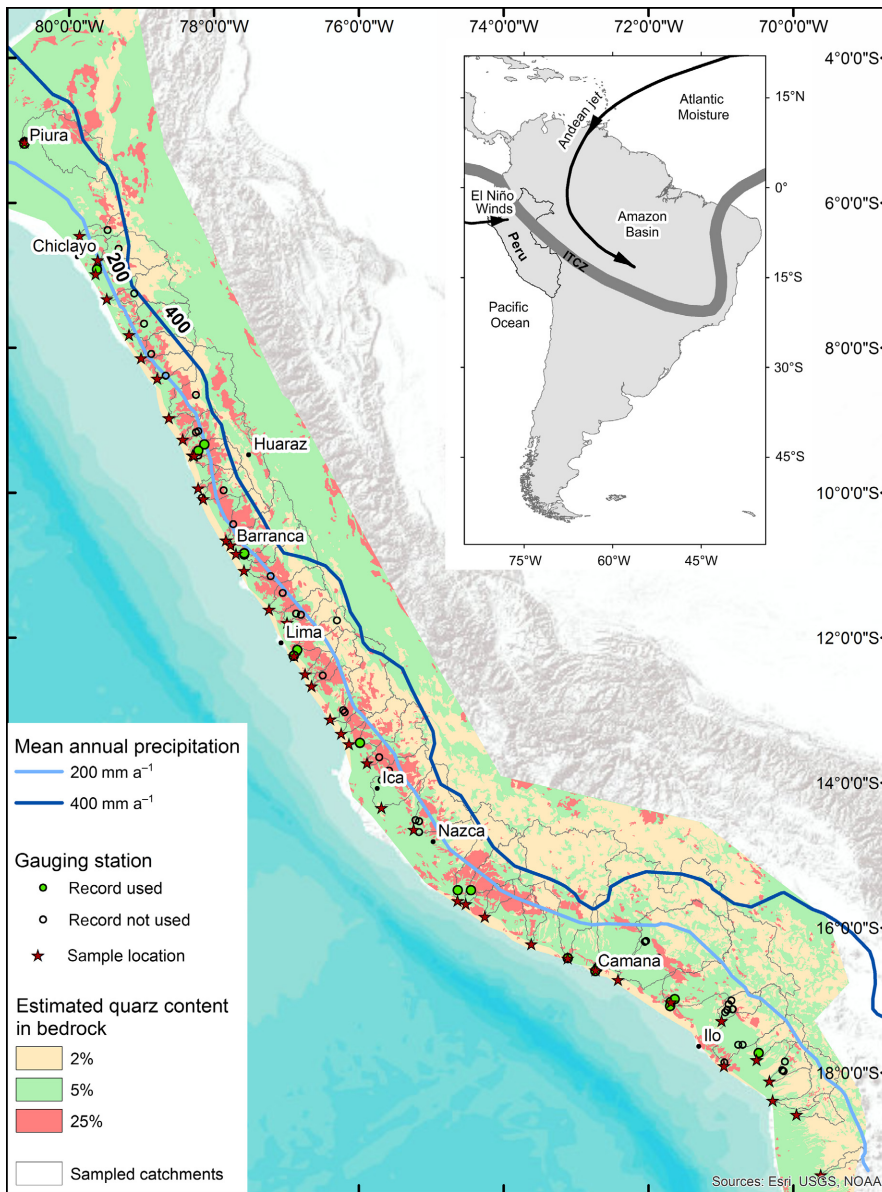 80°0'0"W
78°0'0"W
76°0'0"W
74°0'0"W
72°0'0"W
70°0'0"W
4°0'0"S
6°0'0"S
8°0'0"S
10°0'0"S
12°0'0"S
14°0'0"S
16°0'0"S
18°0'0"S
Piura
Chiclayo
200
400
Huaraz
Barranca
Lima
Ica
Nazca
Camana
Ilo
Atlantic
Moisture
Andean jet
El Niño
Winds
Amazon
Basin
Peru
ITCZ
Pacific
Ocean
15°N
0°
15°S
30°S
45°S
75°W
60°W
45°W
Mean annual precipitation
200 mm a⁻¹
400 mm a⁻¹
Gauging station
Record used
Record not used
Sample location
Estimated quarz content
in bedrock
2%
5%
25%
Sampled catchments
Sources: Esri, USGS, NOAA